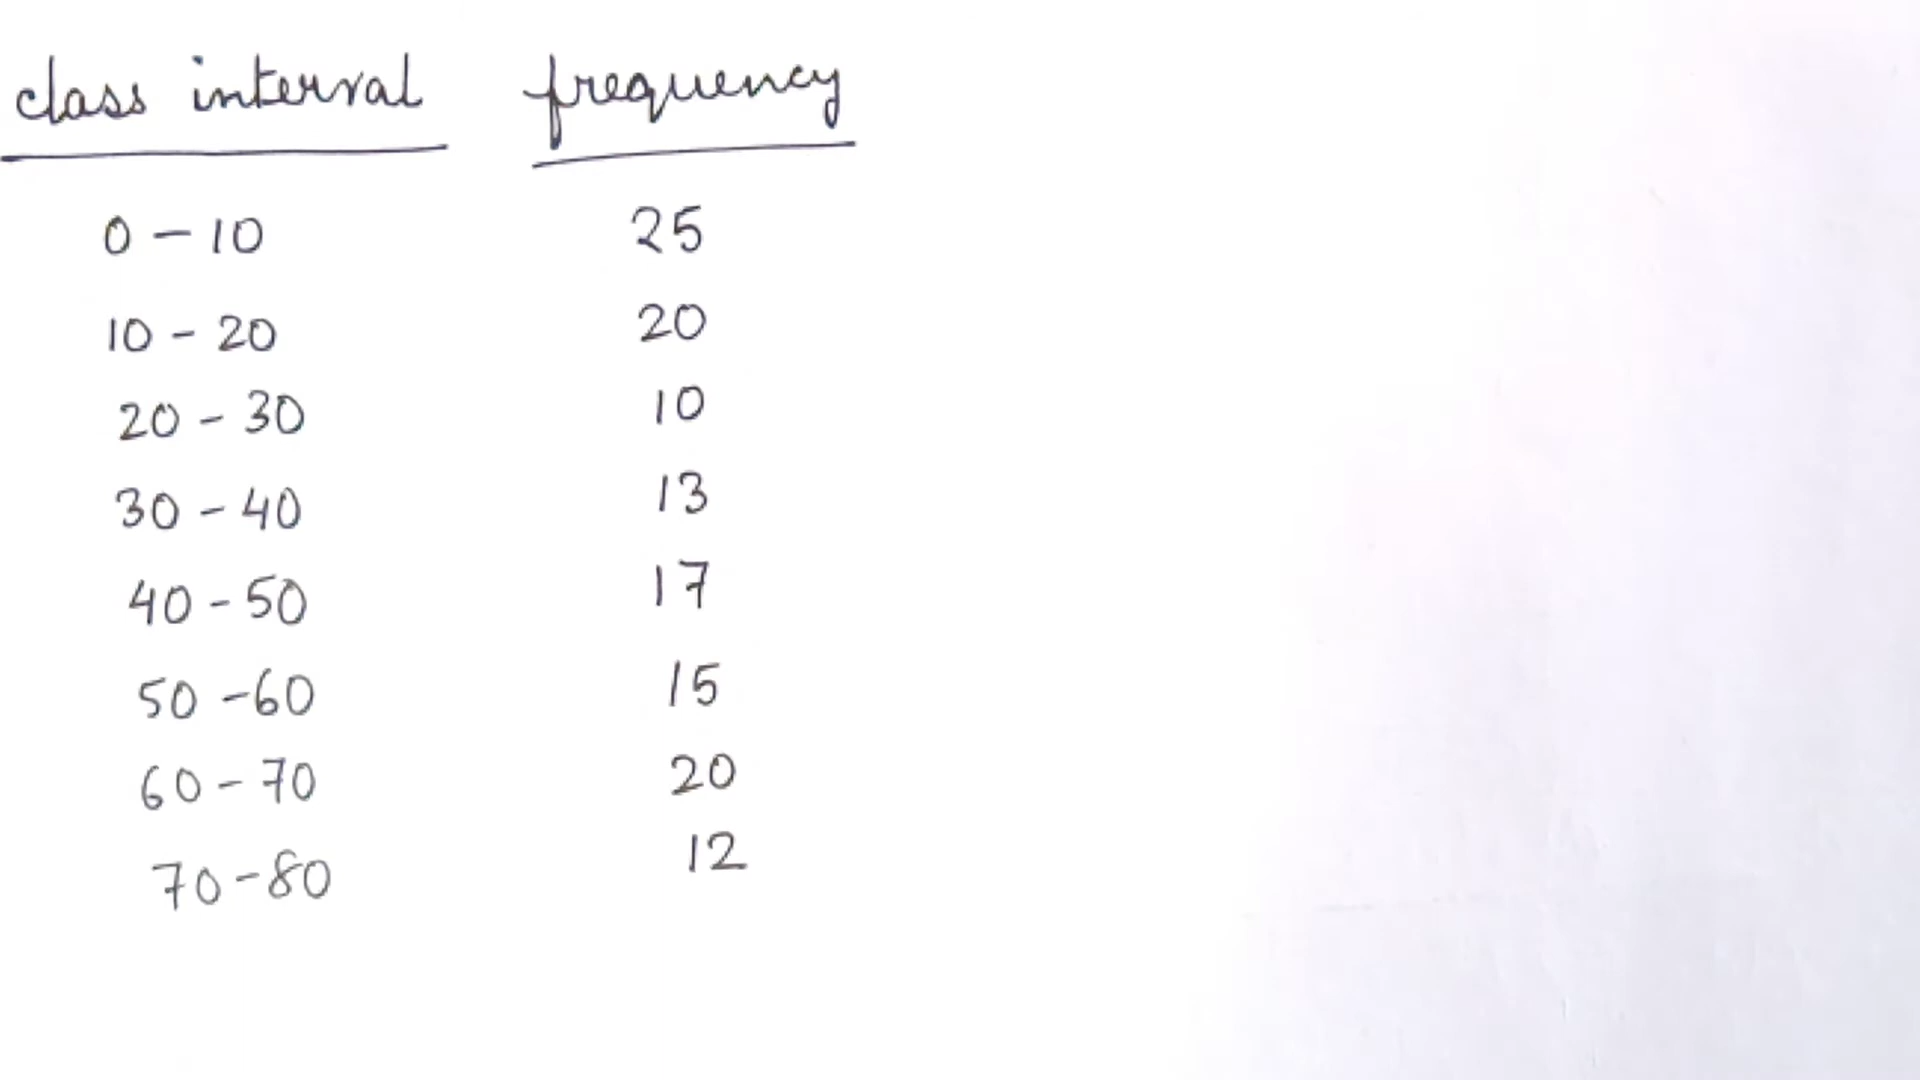 class interval frequency
0 - 10 25
10 - 20 20
20 - 30 10
30 - 40 13
40 - 50 17
50 - 60 15
60 - 70 20
70 - 80 12